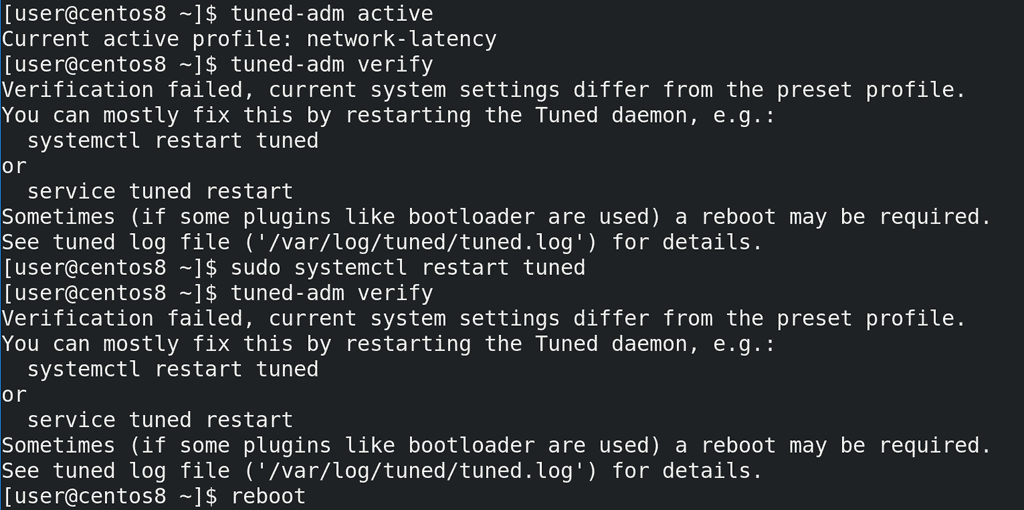 [user@centos8 ~]$ tuned-adm active
Current active profile: network-latency
[user@centos8 ~]$ tuned-adm verify
Verification failed, current system settings differ from the preset profile.
You can mostly fix this by restarting the Tuned daemon, e.g.:
  systemctl restart tuned
or
  service tuned restart
Sometimes (if some plugins like bootloader are used) a reboot may be required.
See tuned log file ('/var/log/tuned/tuned.log') for details.
[user@centos8 ~]$ sudo systemctl restart tuned
[user@centos8 ~]$ tuned-adm verify
Verification failed, current system settings differ from the preset profile.
You can mostly fix this by restarting the Tuned daemon, e.g.:
  systemctl restart tuned
or
  service tuned restart
Sometimes (if some plugins like bootloader are used) a reboot may be required.
See tuned log file ('/var/log/tuned/tuned.log') for details.
[user@centos8 ~]$ reboot